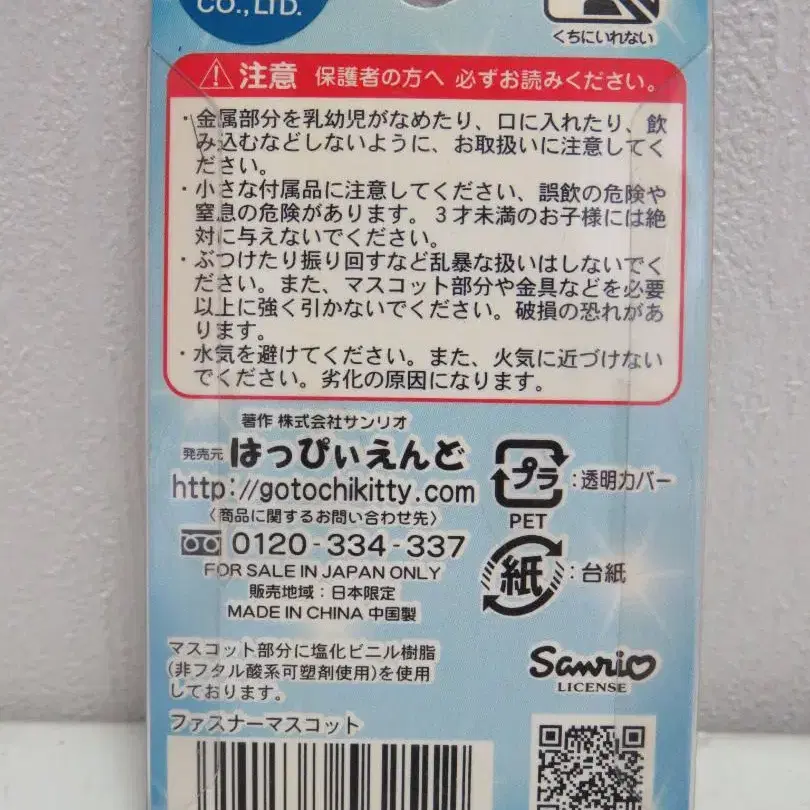 CO., LTD.
くちにいれない
注意 保護者の方へ 必ずお読みください。
・金属部分を乳幼児がなめたり、口に入れたり、飲
み込むなどしないように、お取扱いに注意してく
ださい。
・小さな付属品に注意してください、誤飲の危険や
窒息の危険があります。3才未満のお子様には絶
対に与えないでください。
・ぶつけたり振り回すなど乱暴な扱いはしないでく
ださい。また、マスコット部分や金具などを必要
以上に強く引かないでください。破損の恐れがあ
ります。
・水気を避けてください。また、火気に近づけない
でください。劣化の原因になります。
著作 株式会社サンリオ
発売元 はっぴぃえんど
http://gotochikitty.com
〈商品に関するお問い合わせ先〉
0120-334-337
FOR SALE IN JAPAN ONLY
販売地域：日本限定
MADE IN CHINA 中国製
プラ：透明カバー
PET
紙：台紙
マスコット部分に塩化ビニル樹脂
(非フタル酸系可塑剤使用)を使用
しております。
Sanrio
LICENSE
ファスナーマスコット